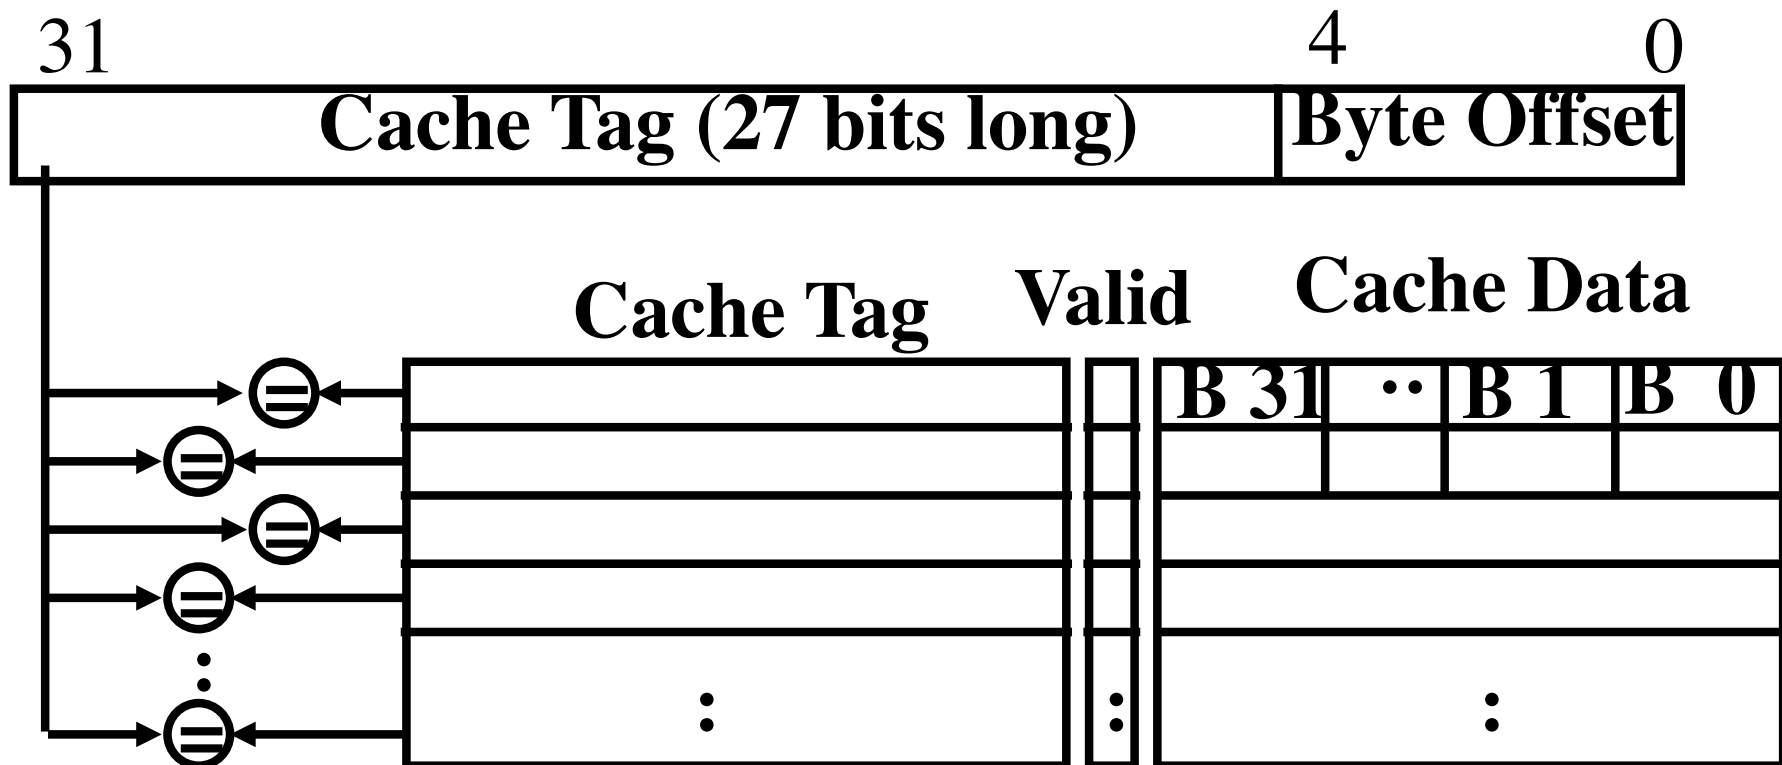 31 4 0
Cache Tag (27 bits long) Byte Offset
Cache Tag Valid Cache Data
= B 31 ·· B 1 B 0
=
=
=
:
= : : :